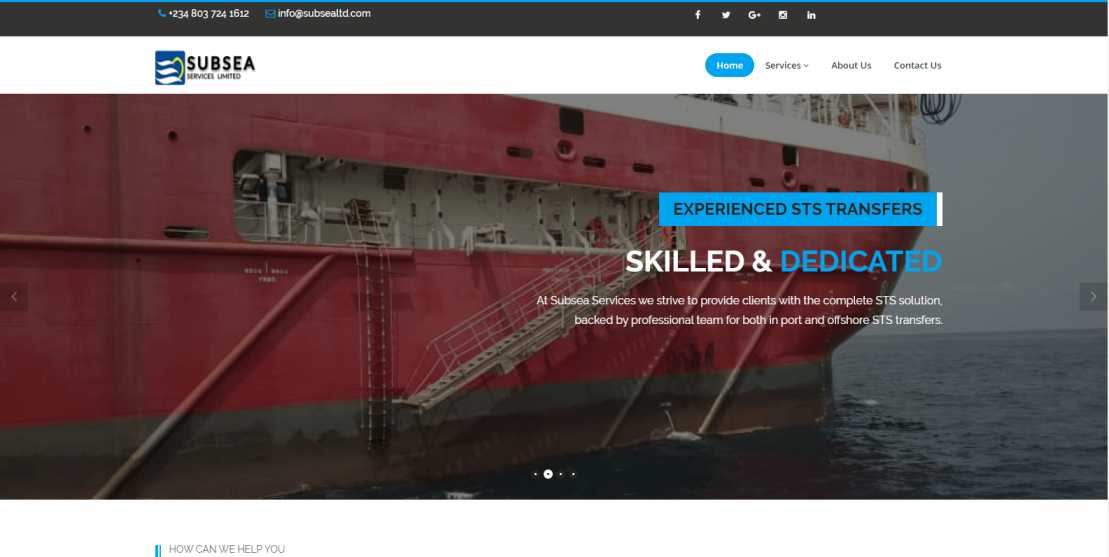 +234 803 724 1612 info@subsealtd.com
SUBSEA
SERVICES LIMITED
Home Services About Us Contact Us
EXPERIENCED STS TRANSFERS
SKILLED & DEDICATED
At Subsea Services we strive to provide clients with the complete STS solution,
backed by professional team for both in port and offshore STS transfers.
HOW CAN WE HELP YOU